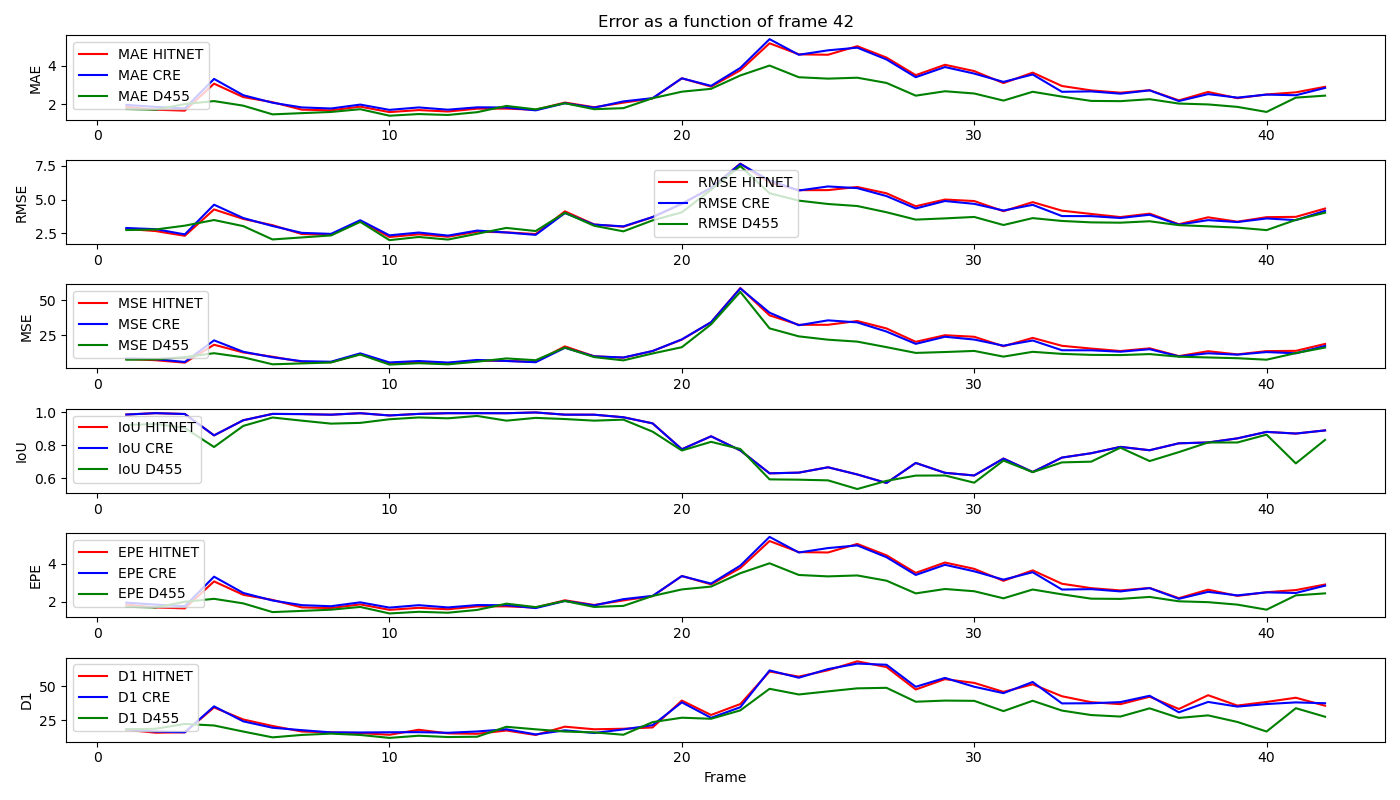 Error as a function of frame 42
MAE
4
2
MAE HITNET
MAE CRE
MAE D455
0 10 20 30 40
RMSE
7.5
5.0
2.5
RMSE HITNET
RMSE CRE
RMSE D455
0 10 20 30 40
MSE
50
25
MSE HITNET
MSE CRE
MSE D455
0 10 20 30 40
IoU
1.0
0.8
0.6
IoU HITNET
IoU CRE
IoU D455
0 10 20 30 40
EPE
4
2
EPE HITNET
EPE CRE
EPE D455
0 10 20 30 40
D1
50
25
D1 HITNET
D1 CRE
D1 D455
0 10 20 30 40
Frame